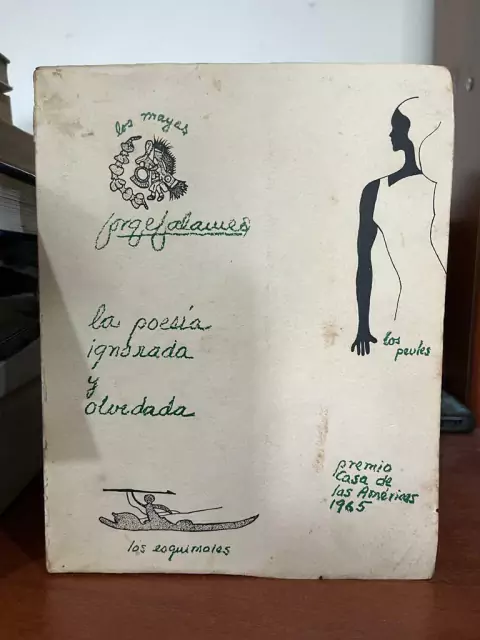 los mayas
jorge zalamea
la poesía
ignorada
y
olvidada
los peules
premio
Casa de
las Américas
1965
los esquimales